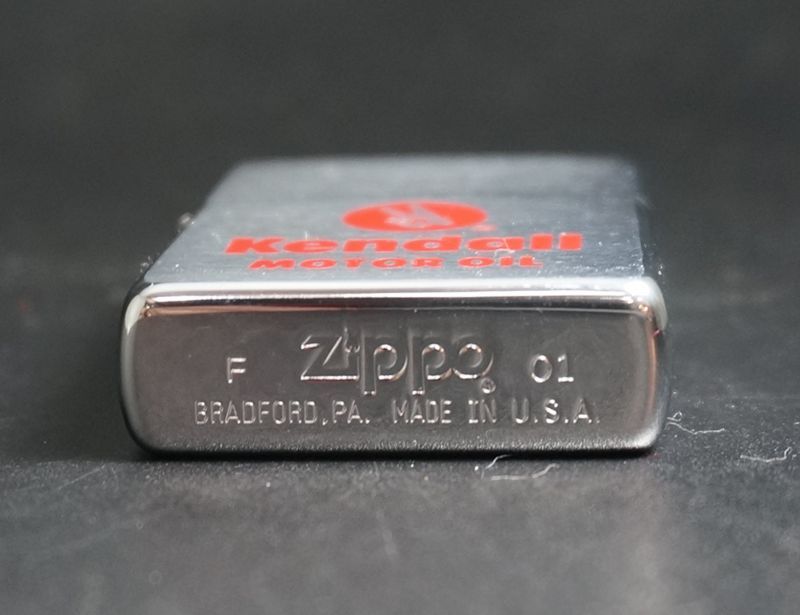 Kendall
MOTOR OIL
F Zippo ® 01
BRADFORD, PA. MADE IN U.S.A.